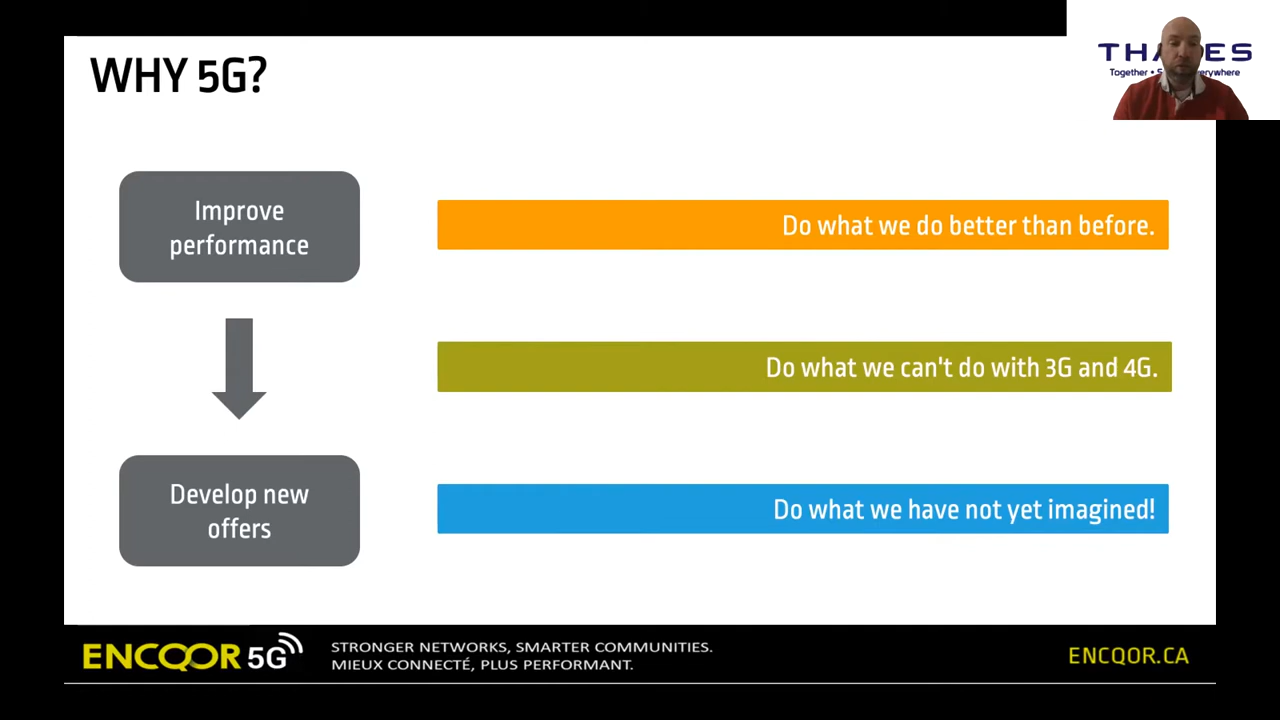 WHY 5G?
THALES
Together • Everywhere
Improve
performance
Do what we do better than before.
Do what we can't do with 3G and 4G.
Develop new
offers
Do what we have not yet imagined!
ENCQOR 5G
STRONGER NETWORKS, SMARTER COMMUNITIES.
MIEUX CONNECTÉ, PLUS PERFORMANT.
ENCQOR.CA